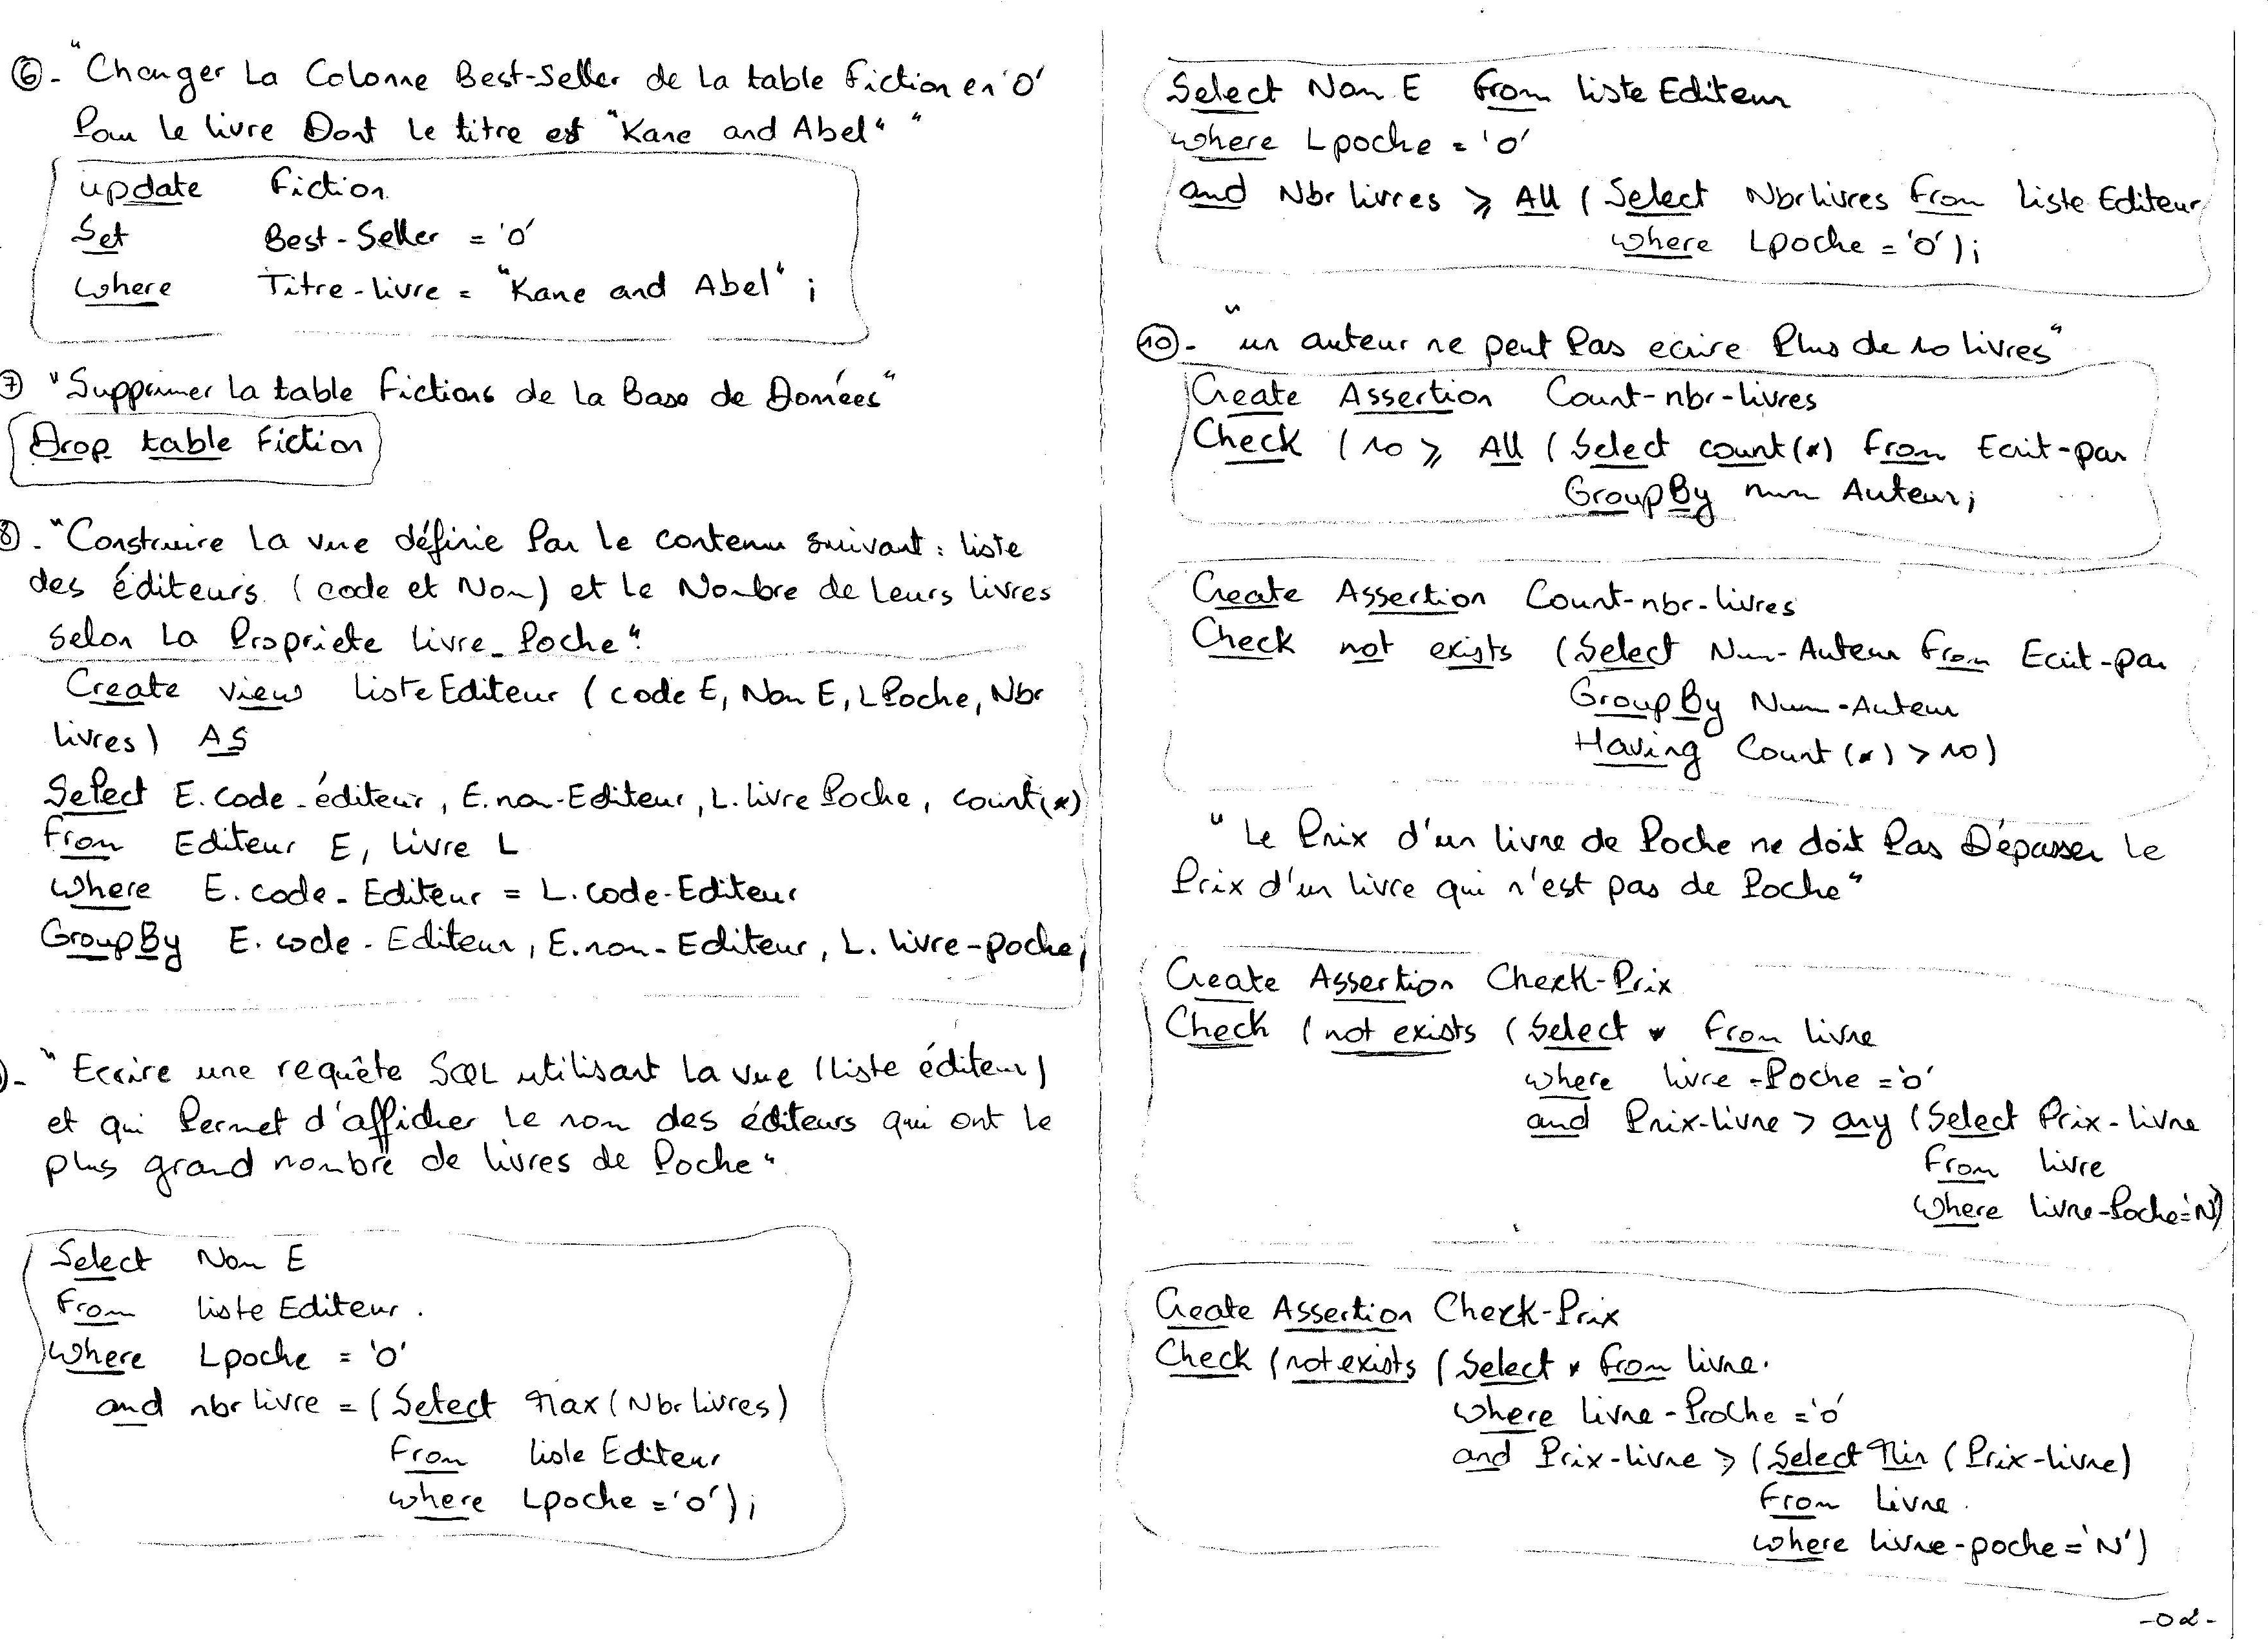 ⑥- "Changer La Colonne Best-Seller de La table Fiction en 'O'
Pour Le livre Dont Le titre est "Kane and Abel" "
update Fiction
Set Best-Seller = 'O'
where Titre-livre = "Kane and Abel" ;
⑦ "Supprimer La table Fictions de La Base de Données"
Drop table Fiction
8. "Construire La vue définie Par Le contenu suivant : liste
des éditeurs (code et Nom) et Le Nombre de Leurs livres
Selon La Propriete livre_Poche"
Create view liste Editeur (code E, Nom E, L Poche, Nbr
livres) AS
Select E.code-éditeur, E.nom-Editeur, L.livre Poche, count(*)
From Editeur E, livre L
where E.code-Editeur = L.code-Editeur
Group By E.code-Editeur, E.nom-Editeur, L.livre-poche;
- "Ecrire une requête SQL utilisant La vue (liste éditeur)
et qui Permet d'afficher Le nom des éditeurs qui ont Le
plus grand nombre de livres de Poche"
Select Nom E
From liste Editeur.
where Lpoche = 'O'
and nbr livre = (Select Max(Nbr livres)
From liste Editeur
where Lpoche = 'O');
Select Nom E From liste Editeur
where Lpoche = 'O'
and Nbr livres ⩾ All (Select Nbr livres From liste Editeur
where Lpoche = 'O');
⑩- "un auteur ne peut Pas ecrire Plus de 10 livres"
Create Assertion Count-nbr-livres
Check (10 ⩾ All (Select count(*) From Ecrit-par
Group By num Auteur;
Create Assertion Count-nbr-livres
Check not exists (Select Num-Auteur From Ecrit-par
Group By Num-Auteur
Having Count(*) > 10)
"Le Prix d'un livre de Poche ne doit Pas Dépasser Le
Prix d'un livre qui n'est pas de Poche"
Create Assertion Check-Prix
Check (not exists (Select * From livre
where livre-Poche = 'O'
and Prix-livre > any (Select Prix-livre
From livre
where livre-Poche='N')
Create Assertion Check-Prix
Check (not exists (Select * From livre.
where livre-Proche = 'O'
and Prix-livre ⩾ (Select Min (Prix-livre)
From Livre.
where livre-poche = 'N')
-02-